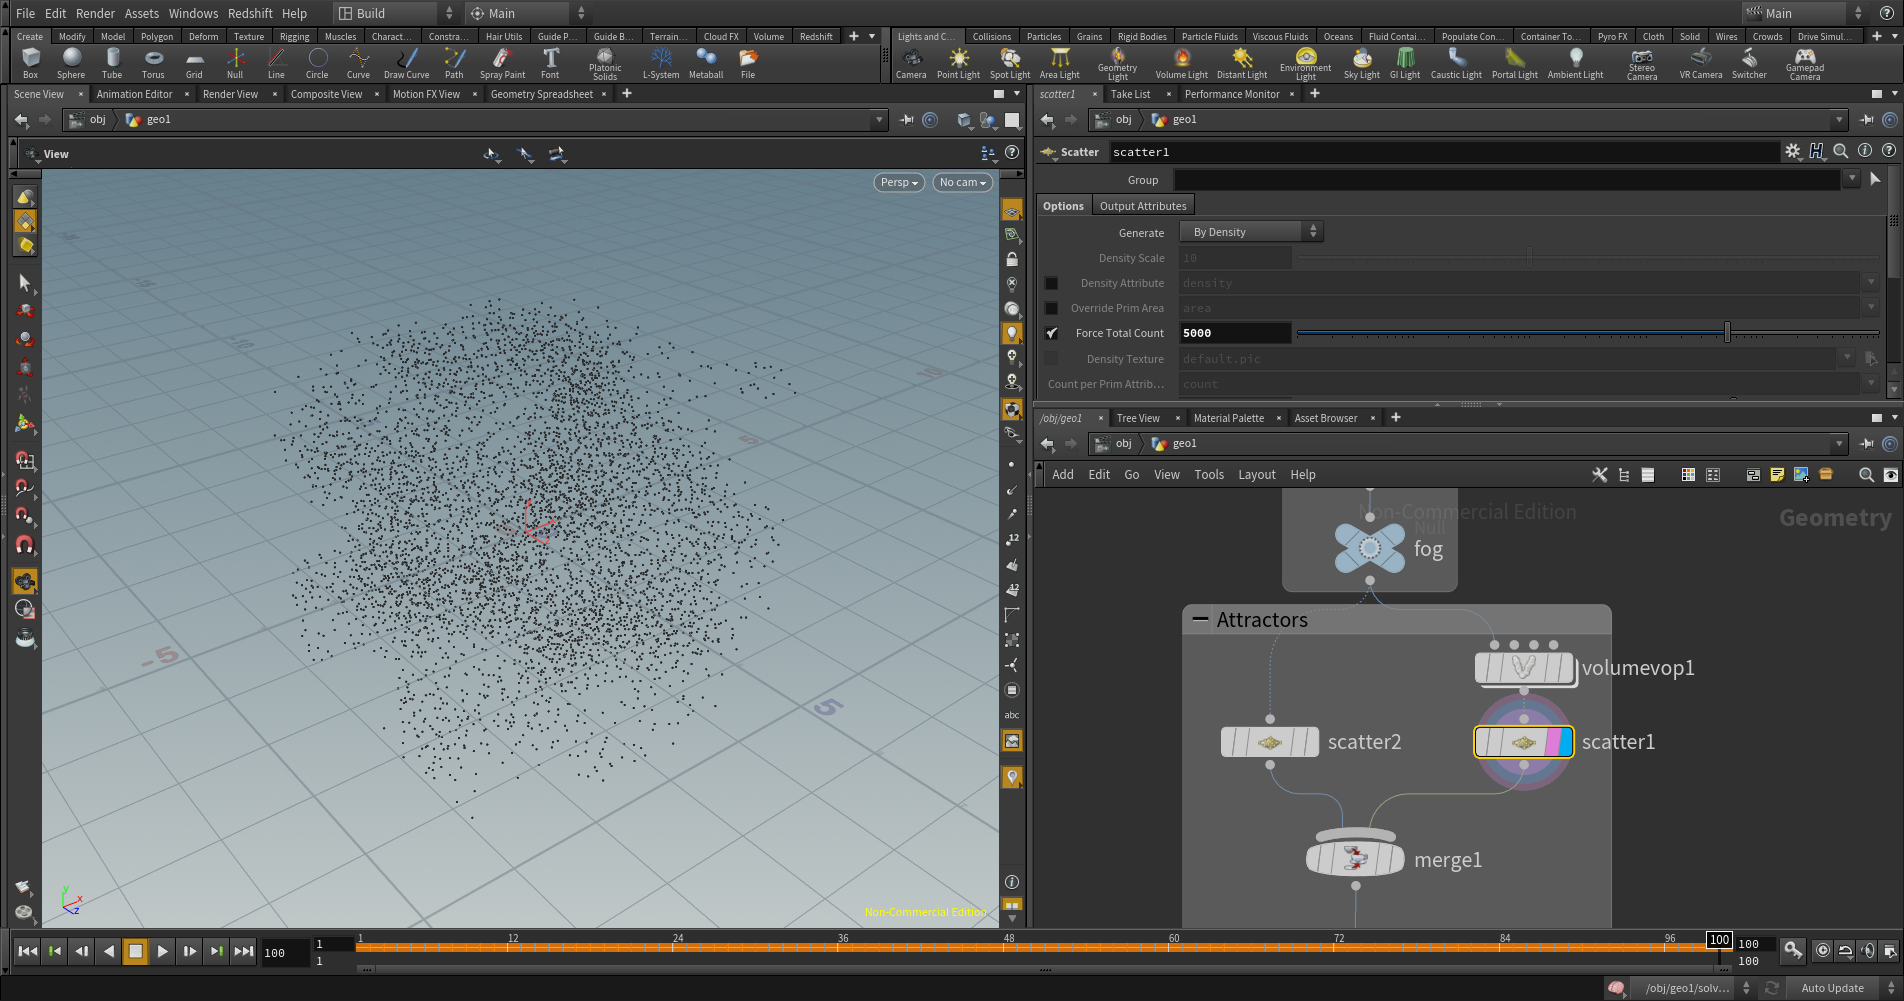 File Edit Render Assets Windows Redshift Help Build Main Main
Create Modify Model Polygon Deform Texture Rigging Muscles Charact... Constra... Hair Utils Guide P... Guide B... Terrain... Cloud FX Volume Redshift
Lights and C... Collisions Particles Grains Rigid Bodies Particle Fluids Viscous Fluids Oceans Fluid Contai... Populate Con... Container To... Pyro FX Cloth Solid Wires Crowds Drive Simul...
Box Sphere Tube Torus Grid Null Line Circle Curve Draw Curve Path Spray Paint Font Platonic Solids L-System Metaball File
Camera Point Light Spot Light Area Light Geometry Light Volume Light Distant Light Environment Light Sky Light GI Light Caustic Light Portal Light Ambient Light Stereo Camera VR Camera Switcher Gamepad Camera
Scene View Animation Editor Render View Composite View Motion FX View Geometry Spreadsheet
obj geo1
View
Persp No cam
-10
-5
5
12
12
abc
y x z
Non-Commercial Edition
scatter1 Take List Performance Monitor
obj geo1
Scatter scatter1
Group
Options Output Attributes
Generate By Density
Density Scale 10
Density Attribute density
Override Prim Area area
Force Total Count 5000
Density Texture default.pic
Count per Prim Attrib... count
/obj/geo1 Tree View Material Palette Asset Browser
obj geo1
Add Edit Go View Tools Layout Help
Non-Commercial Edition
Geometry
Null
fog
Attractors
volumevop1
scatter2
scatter1
merge1
100 1 1 12 24 36 48 60 72 84 96 100 100
1 100
/obj/geo1/solv... Auto Update